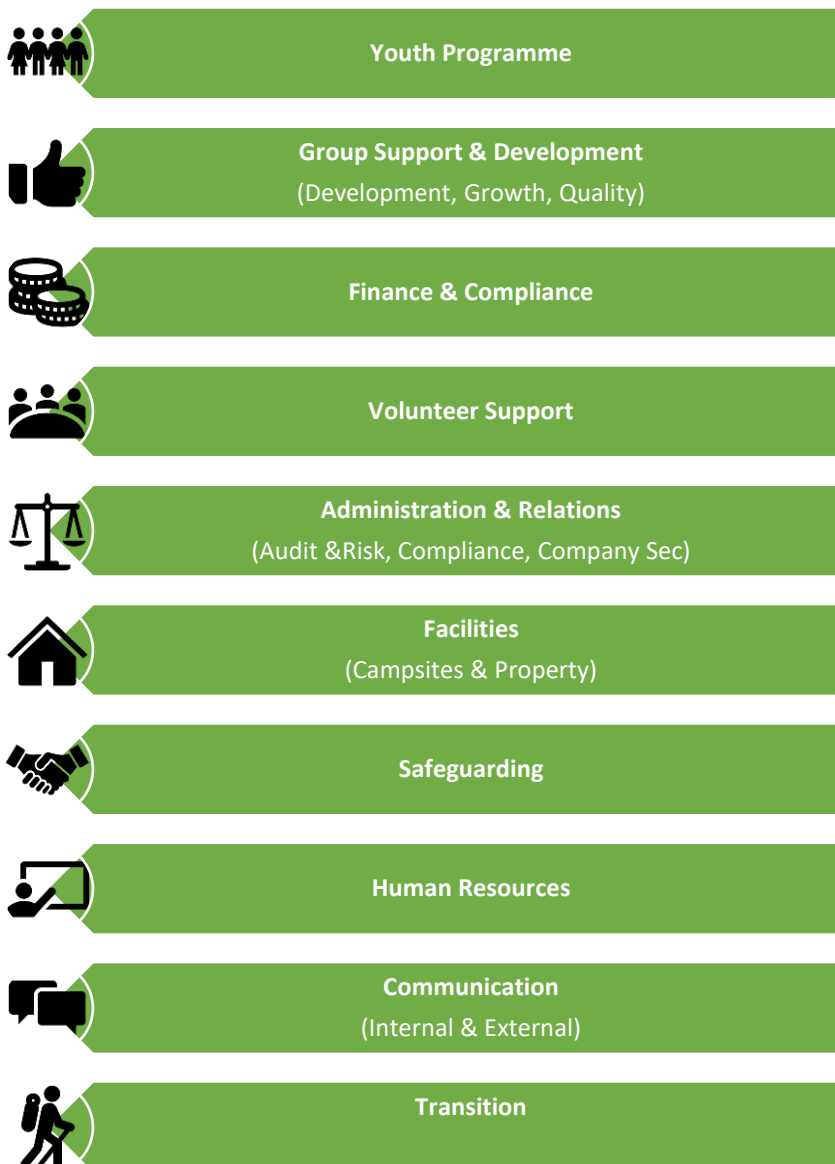 Youth Programme
Group Support & Development
(Development, Growth, Quality)
Finance & Compliance
Volunteer Support
Administration & Relations
(Audit &Risk, Compliance, Company Sec)
Facilities
(Campsites & Property)
Safeguarding
Human Resources
Communication
(Internal & External)
Transition